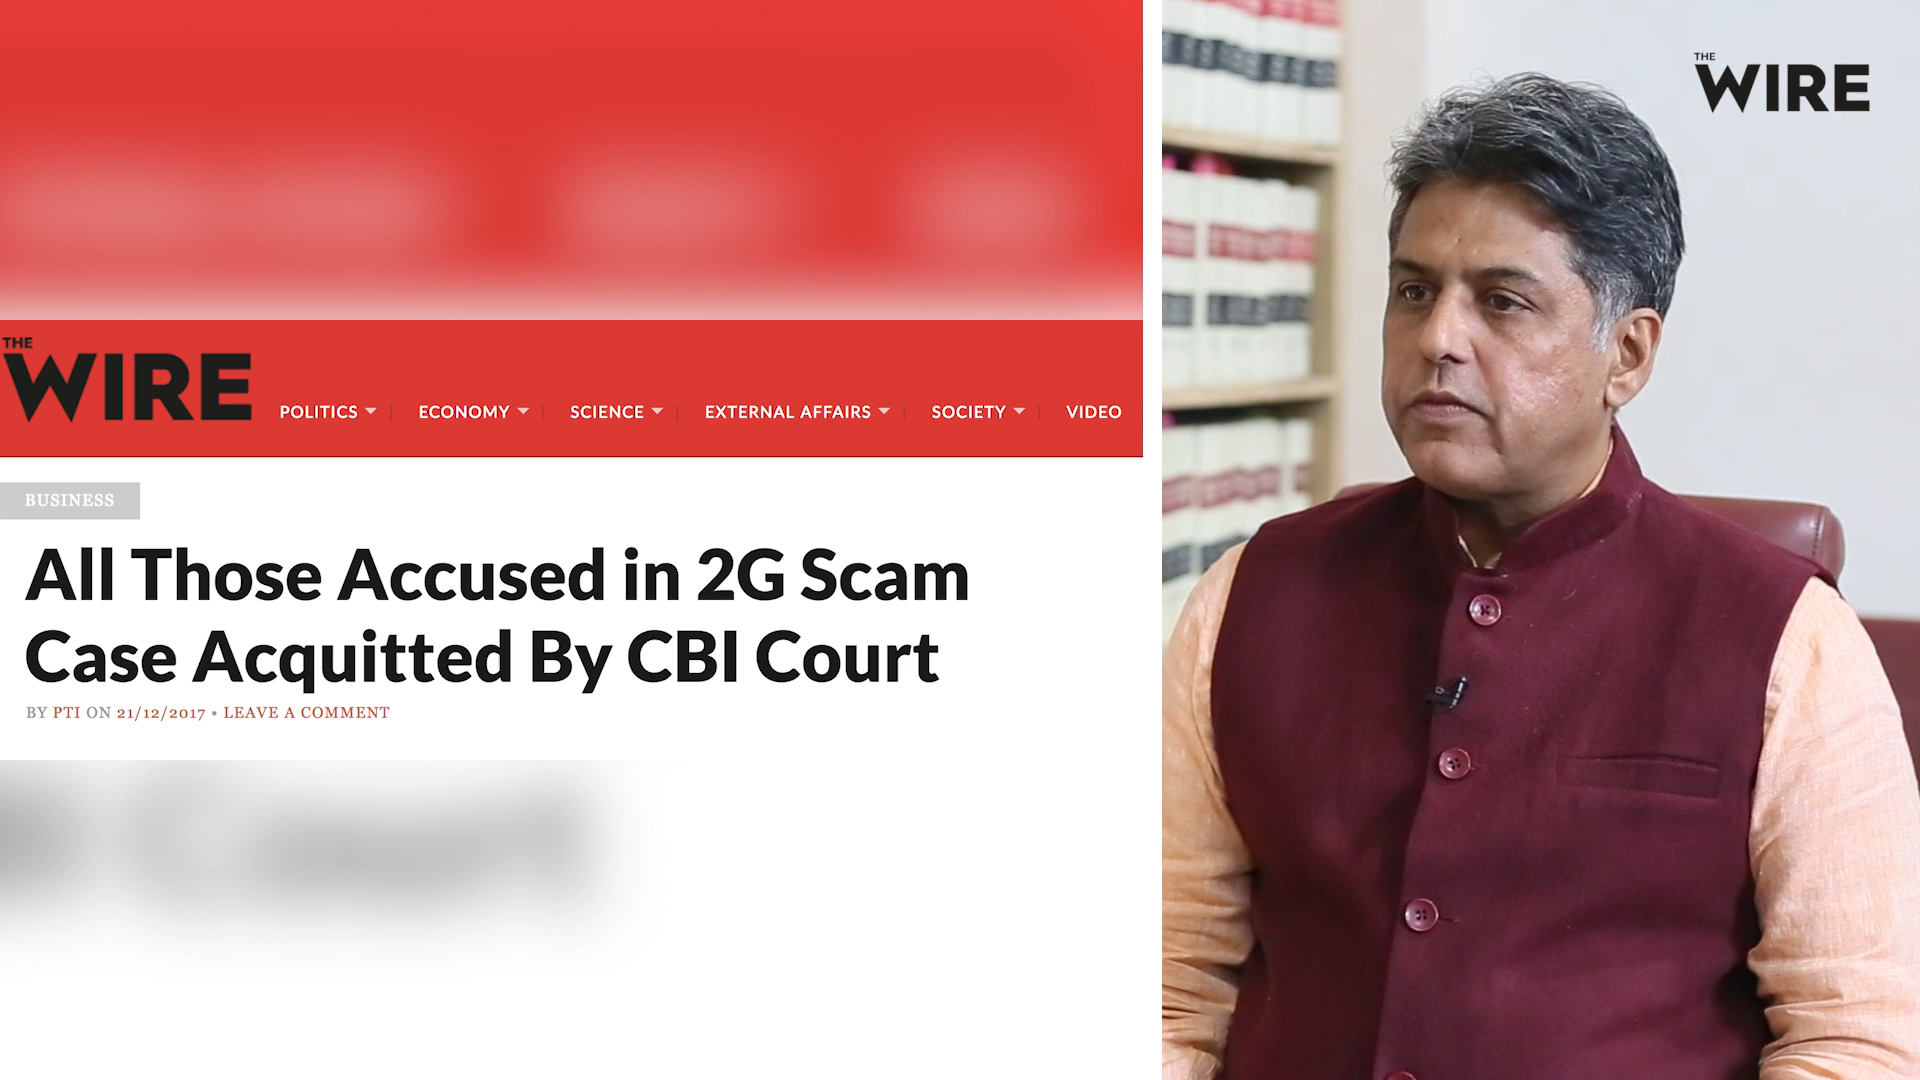 THE
WIRE
POLITICS
ECONOMY
SCIENCE
EXTERNAL AFFAIRS
SOCIETY
VIDEO
BUSINESS
All Those Accused in 2G Scam
Case Acquitted By CBI Court
BY PTI ON 21/12/2017 • LEAVE A COMMENT
THE
WIRE